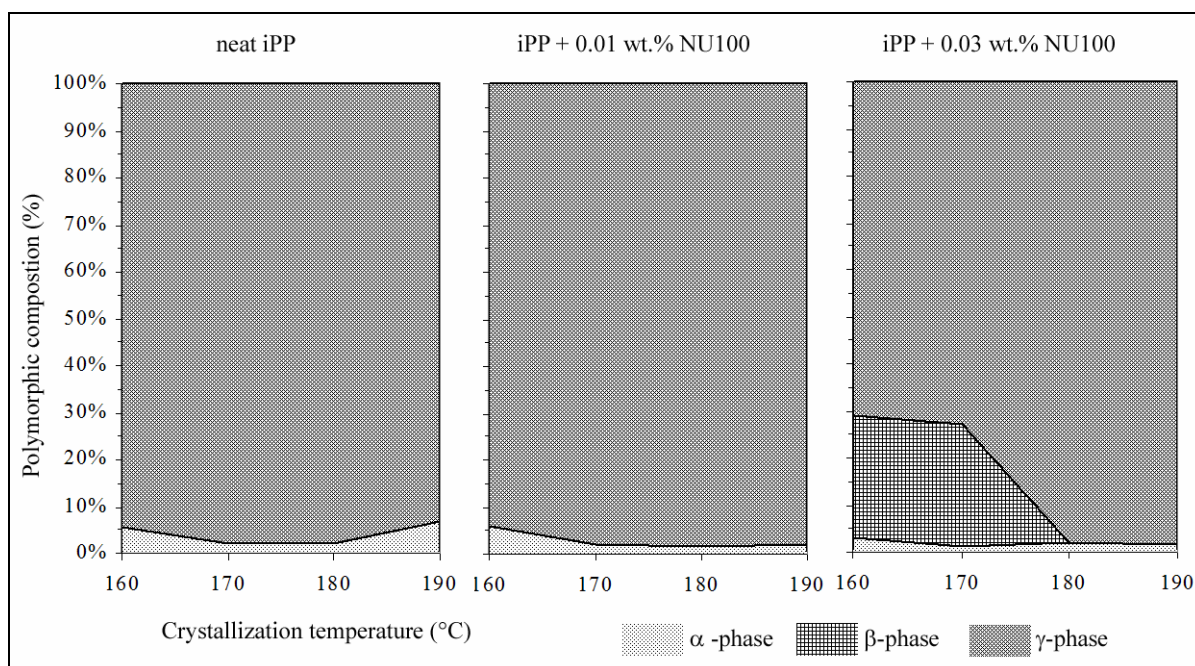 neat iPP
iPP + 0.01 wt.% NU100
iPP + 0.03 wt.% NU100
Polymorphic compostion (%)
100%
90%
80%
70%
60%
50%
40%
30%
20%
10%
0%
160 170 180 190
160 170 180 190
160 170 180 190
Crystallization temperature (°C)
α -phase
β-phase
γ-phase